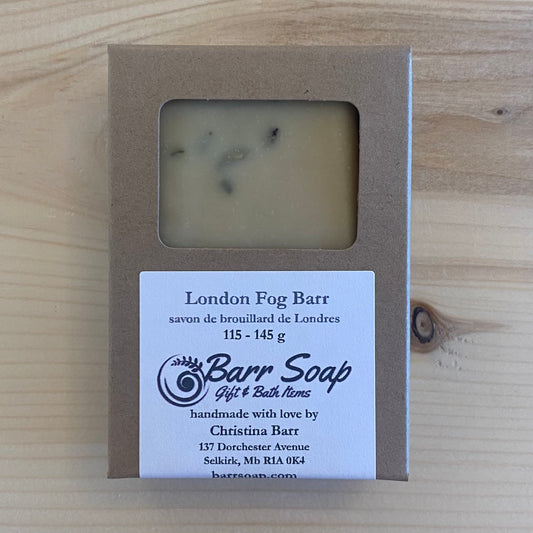 London Fog Barr
savon de brouillard de Londres
115 - 145 g
Barr Soap
Gift & Bath Items
handmade with love by
Christina Barr
137 Dorchester Avenue
Selkirk, Mb R1A 0K4
barrsoap.com